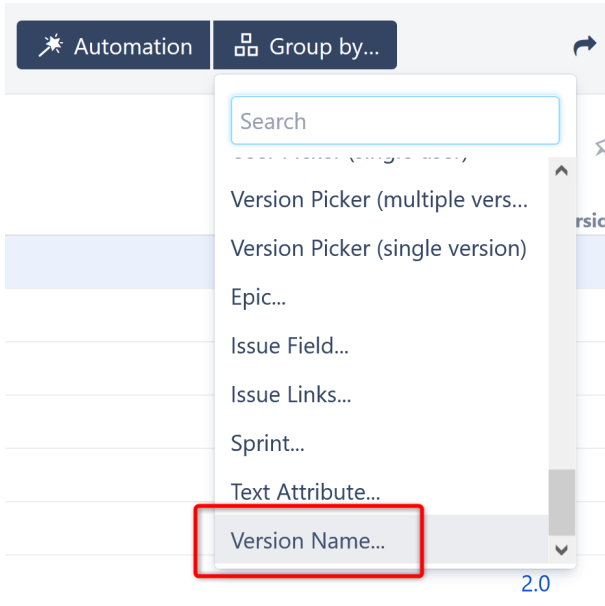 Automation
Group by...
Search
Version Picker (multiple vers...
Version Picker (single version)
Epic...
Issue Field...
Issue Links...
Sprint...
Text Attribute...
Version Name...
2.0